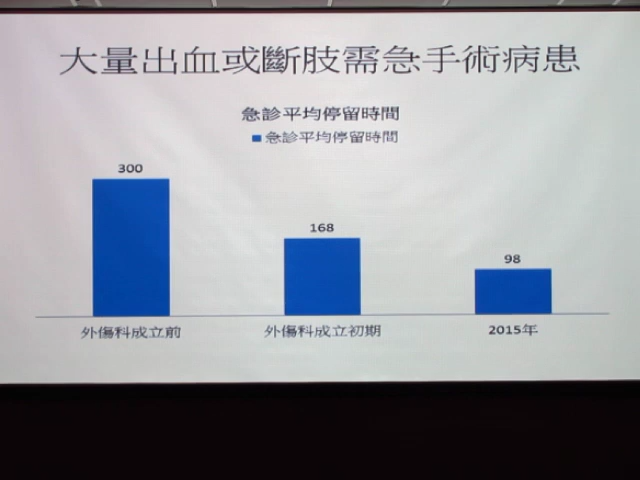 大量出血或斷肢需急手術病患
急診平均停留時間
急診平均停留時間
300
168
98
外傷科成立前
外傷科成立初期
2015年